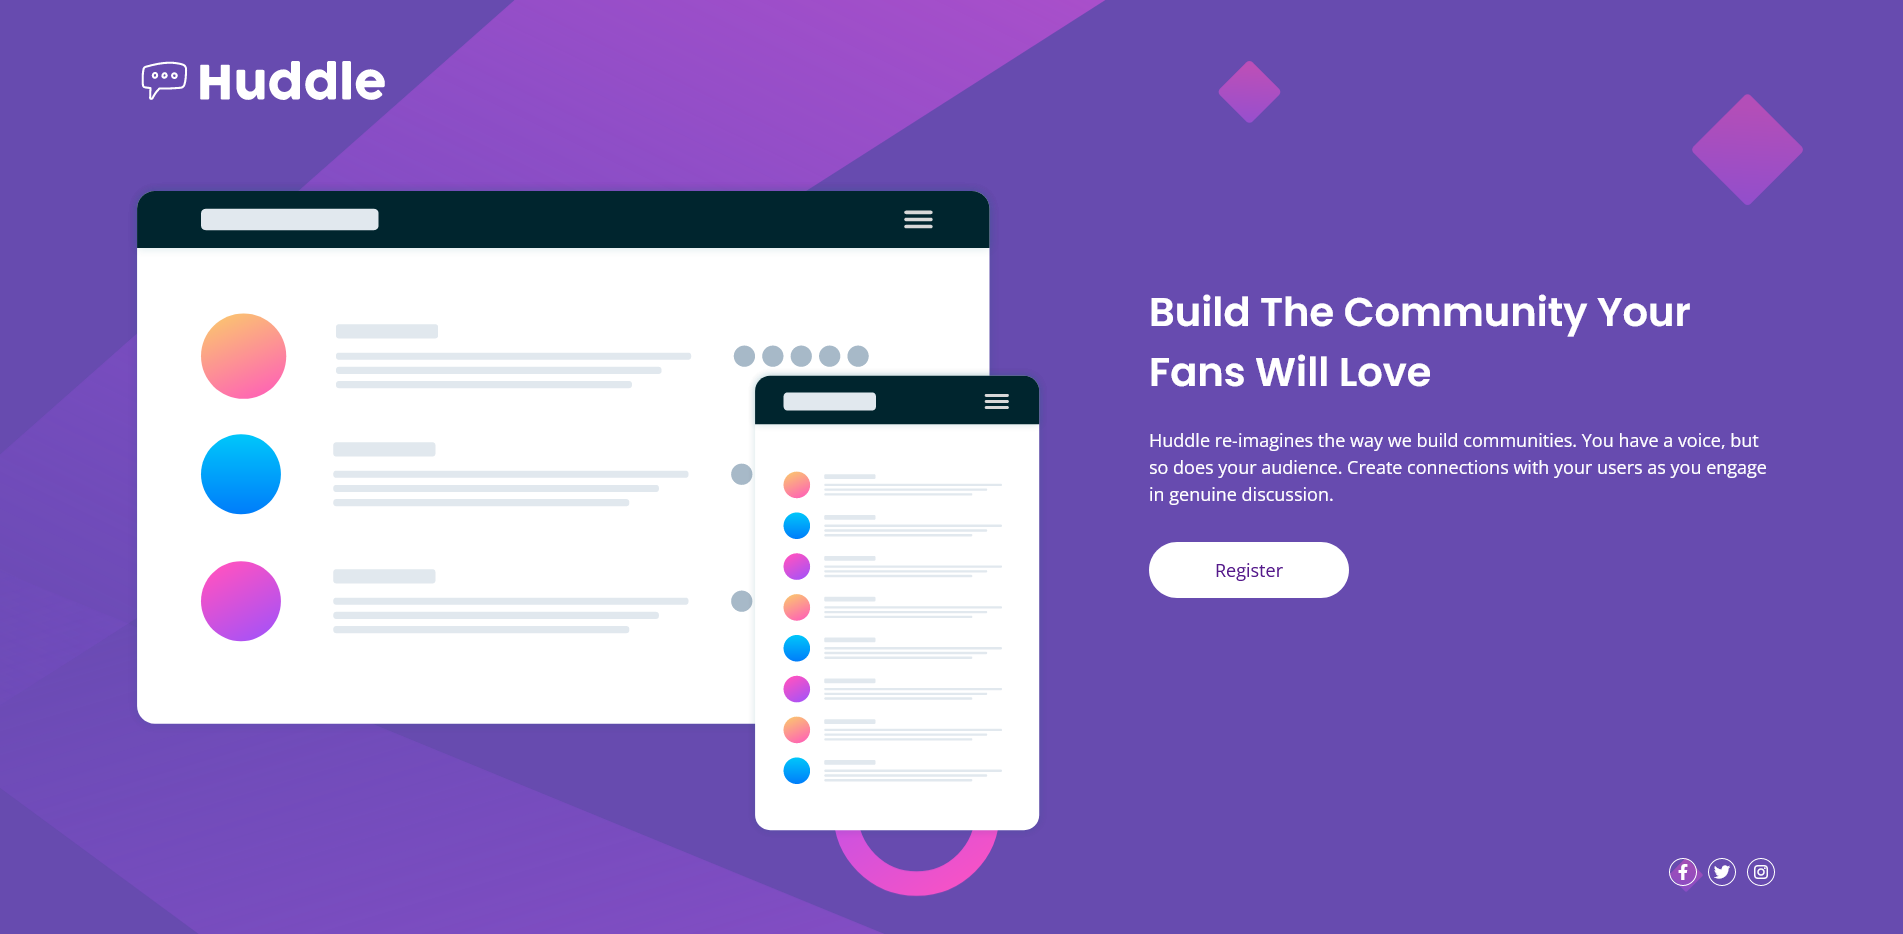 Huddle
Build The Community Your
Fans Will Love
Huddle re-imagines the way we build communities. You have a voice, but
so does your audience. Create connections with your users as you engage
in genuine discussion.
Register